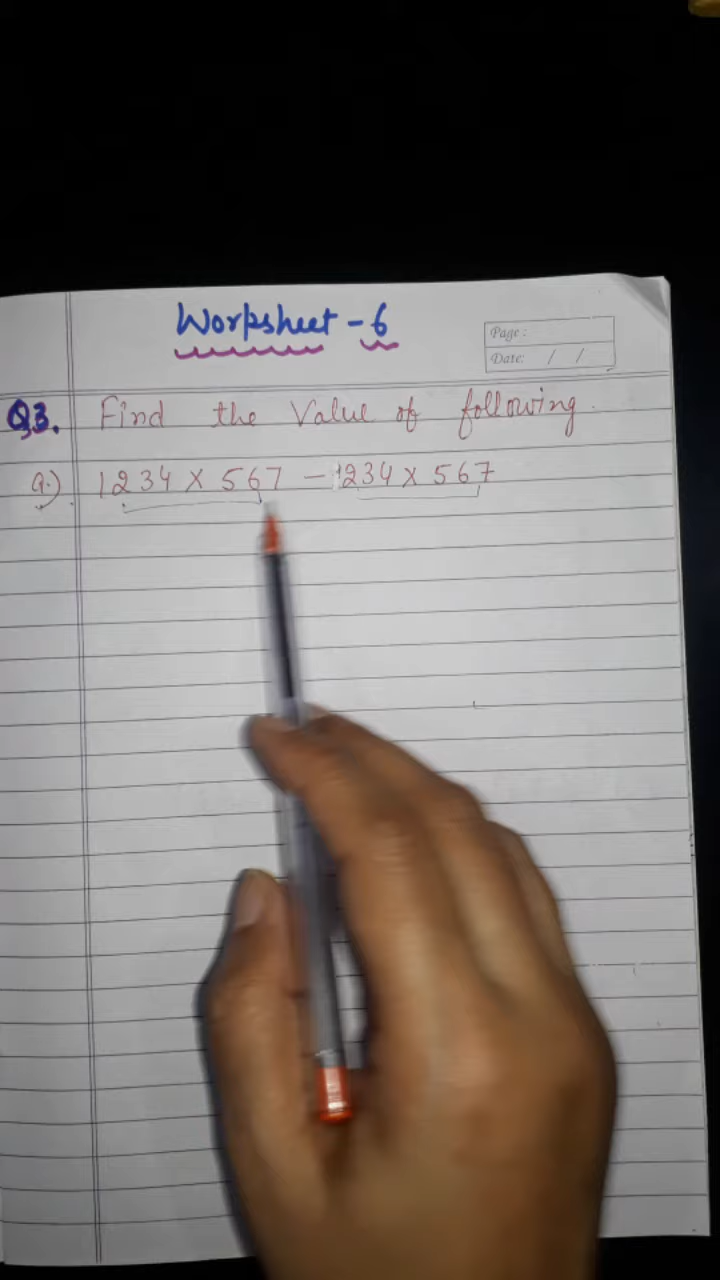 Worksheet - 6
Page :
Date: / /
Q3. Find the Value of following.
a.) 1234 x 567 - 1234 x 567